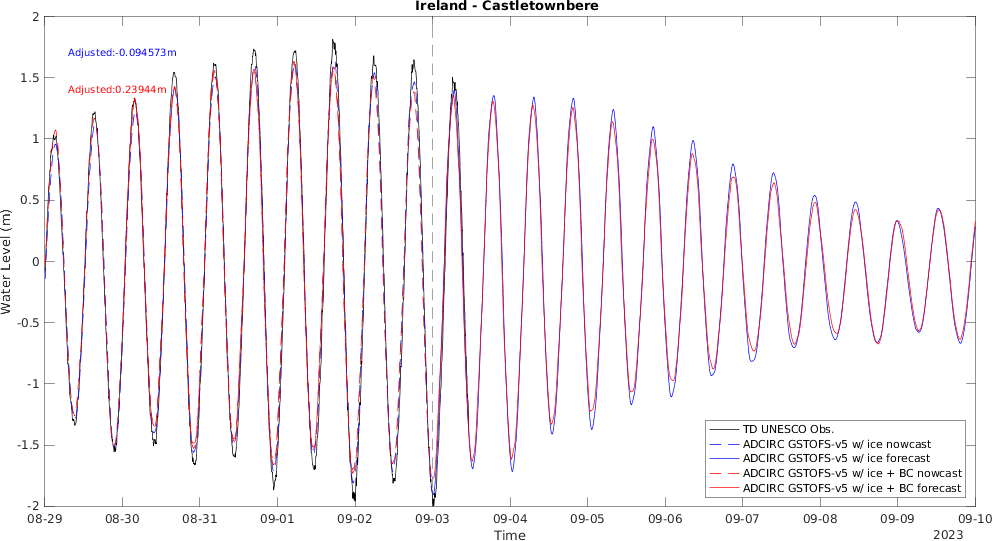 Ireland - Castletownbere
Adjusted:-0.094573m
Adjusted:0.23944m
Water Level (m)
2
1.5
1
0.5
0
-0.5
-1
-1.5
-2
08-29
08-30
08-31
09-01
09-02
09-03
09-04
09-05
09-06
09-07
09-08
09-09
09-10
Time
2023
TD UNESCO Obs.
ADCIRC GSTOFS-v5 w/ ice nowcast
ADCIRC GSTOFS-v5 w/ ice forecast
ADCIRC GSTOFS-v5 w/ ice + BC nowcast
ADCIRC GSTOFS-v5 w/ ice + BC forecast